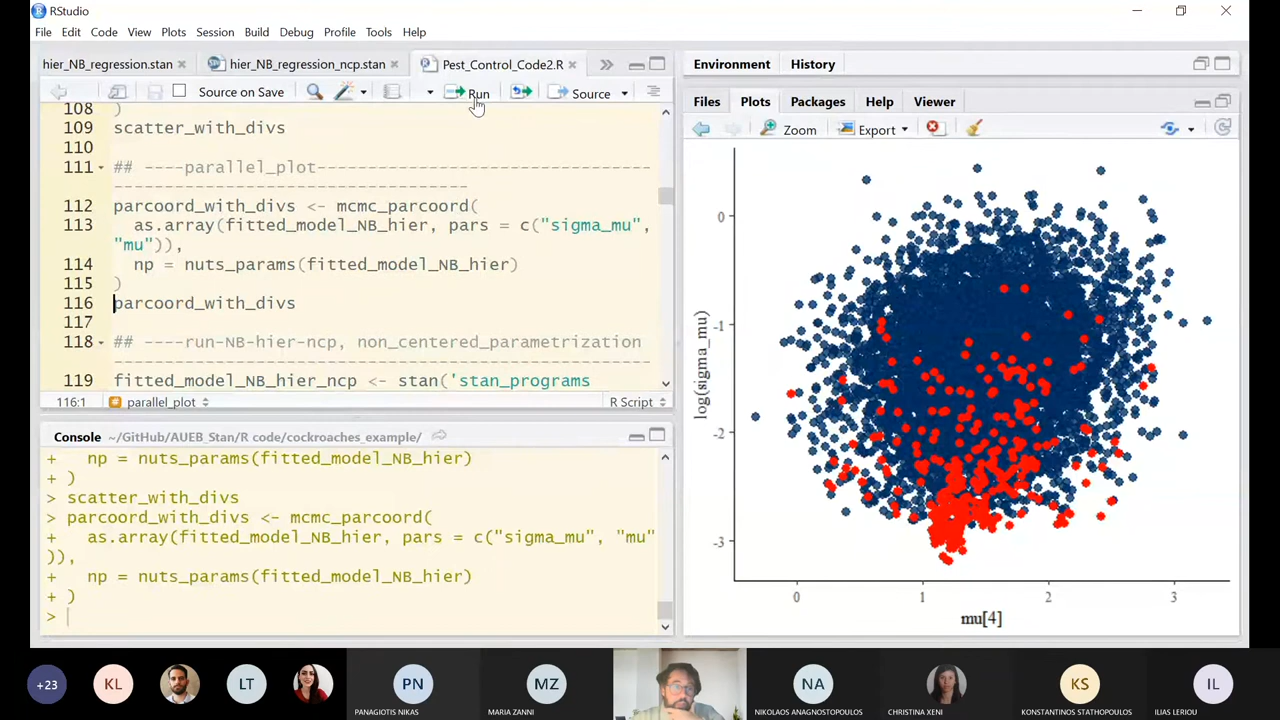 RStudio
File Edit Code View Plots Session Build Debug Profile Tools Help
hier_NB_regression.stan hier_NB_regression_ncp.stan Pest_Control_Code2.R
Source on Save Run Source
108 )
109 scatter_with_divs
110
111 ## ----parallel_plot----------------------------------
------------------------------------
112 parcoord_with_divs <- mcmc_parcoord(
113 as.array(fitted_model_NB_hier, pars = c("sigma_mu",
"mu")),
114 np = nuts_params(fitted_model_NB_hier)
115 )
116 parcoord_with_divs
117
118 ## ----run-NB-hier-ncp, non_centered_parametrization
------------------------------------------------------
119 fitted_model_NB_hier_ncp <- stan('stan_programs
116:1 parallel_plot R Script
Console ~/GitHub/AUEB_Stan/R code/cockroaches_example/
+ np = nuts_params(fitted_model_NB_hier)
+ )
> scatter_with_divs
> parcoord_with_divs <- mcmc_parcoord(
+ as.array(fitted_model_NB_hier, pars = c("sigma_mu", "mu"
)),
+ np = nuts_params(fitted_model_NB_hier)
+ )
>
Environment History
Files Plots Packages Help Viewer
Zoom Export
0
-1
-2
-3
log(sigma_mu)
0 1 2 3
mu[4]
+23 KL LT PN MZ NA KS IL
PANAGIOTIS NIKAS MARIA ZANNI NIKOLAOS ANAGNOSTOPOULOS CHRISTINA XENI KONSTANTINOS STATHOPOULOS ILIAS LERIOU